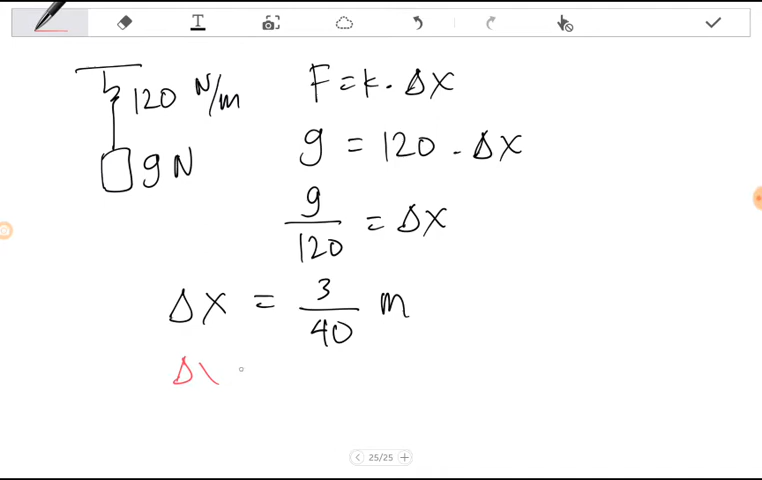 T
120 N/m
F = k · Δx
9 N
9 = 120 · Δx
9/120 = Δx
Δx = 3/40 m
Δ\
25/25